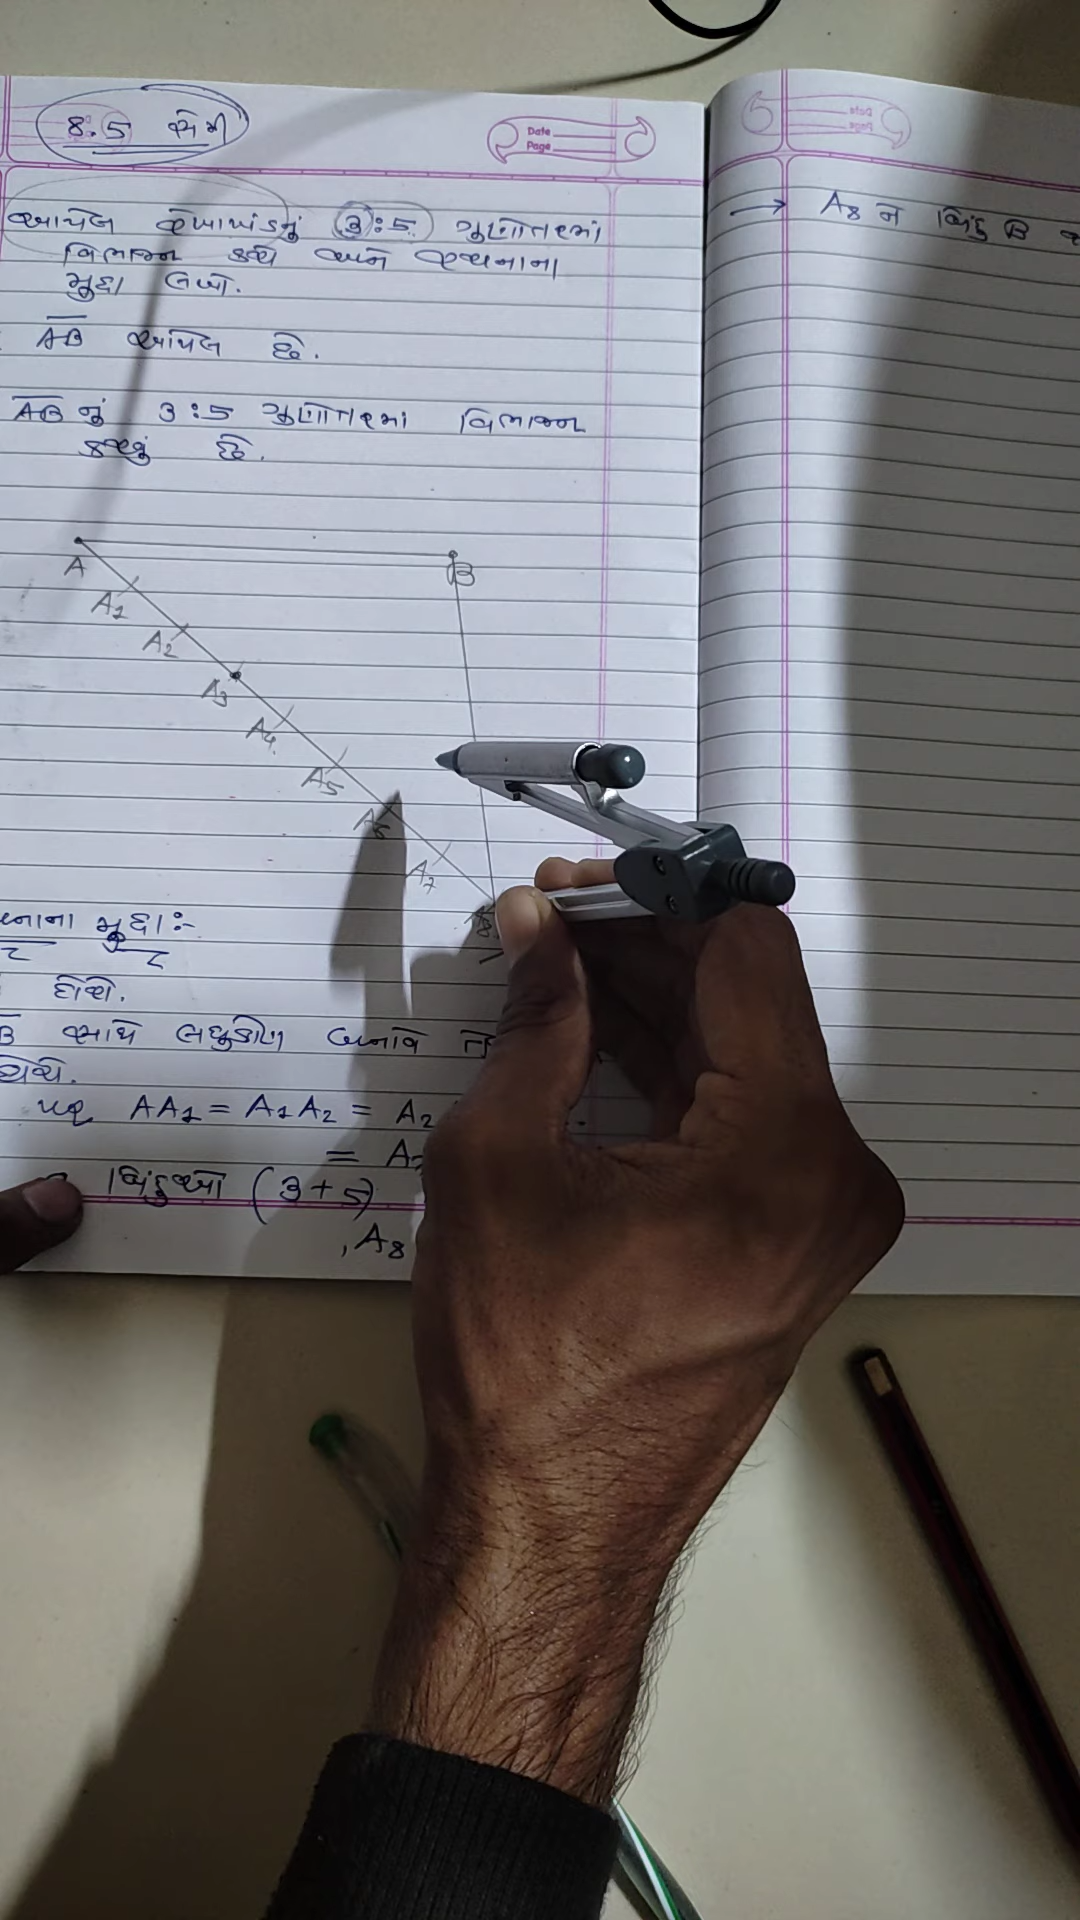 8.5 સેમી
Date
Page
આપેલ રેખાખંડનું 3:5 ગુણોત્તરમાં
વિભાજન કરો અને રચનાના
મુદ્દા લખો.
AB આપેલ છે.
AB નું 3:5 ગુણોત્તરમાં વિભાજન
કરવું છે.
A
B
A1
A2
A3
A4
A5
A6
A7
A8
મુદ્દા :-
દોરો.
સાથે લઘુકોણ બનાવે
પર AA1 = A1A2 = A2
=
બિંદુઓ (3+5)
, A8
→ A8 ને બિંદુ B